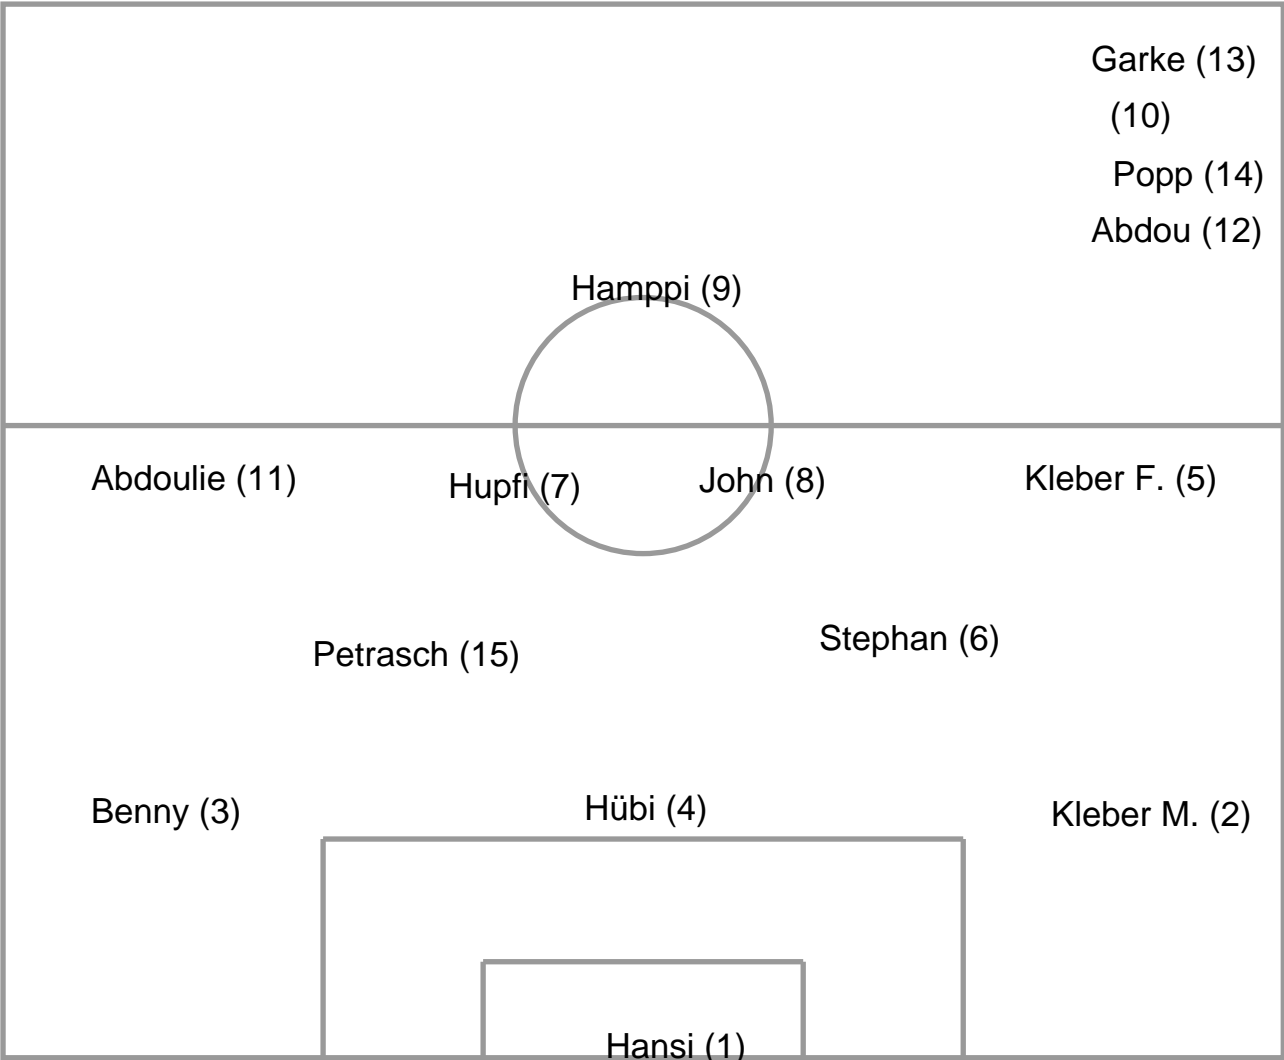 Garke (13)
(10)
Popp (14)
Abdou (12)
Hamppi (9)
Abdoulie (11)
Hupfi (7)
John (8)
Kleber F. (5)
Petrasch (15)
Stephan (6)
Benny (3)
Hübi (4)
Kleber M. (2)
Hansi (1)